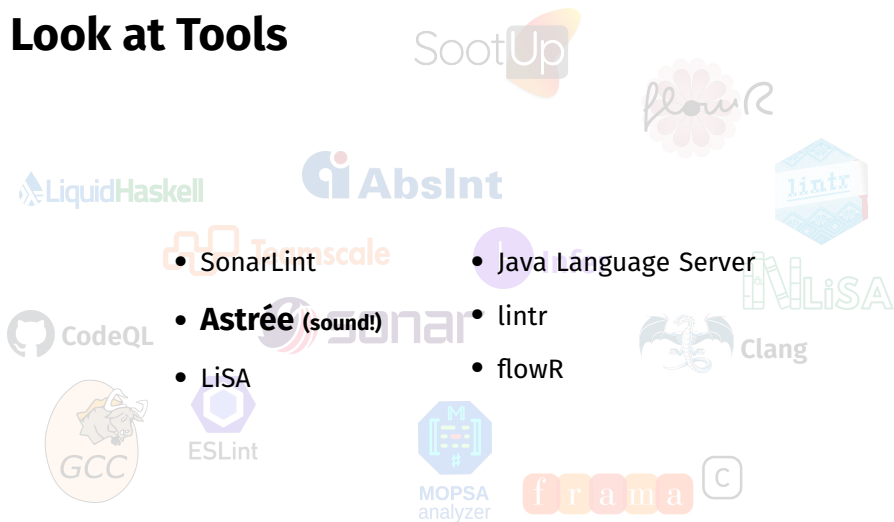 Look at Tools
SootUp
flowR
LiquidHaskell
AbsInt
lintr
Teamscale
Infer
• SonarLint
• Java Language Server
LiSA
• Astrée (sound!)
sonar
• lintr
CodeQL
Clang
• LiSA
• flowR
GCC
ESLint
M
#
MOPSA
analyzer
frama
C